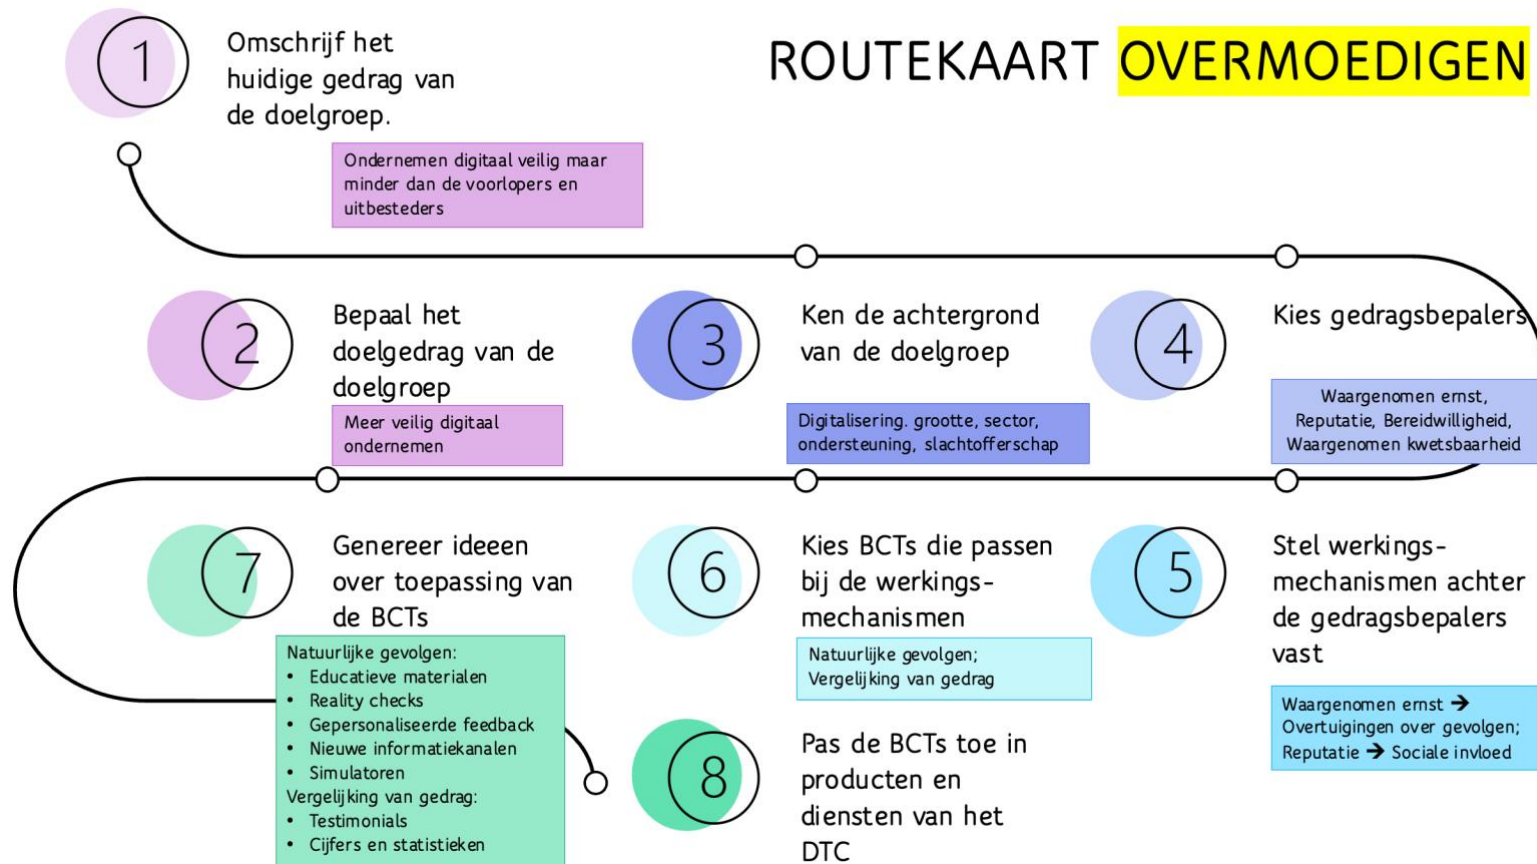 ROUTEKAART OVERMOEDIGEN
1
Omschrijf het
huidige gedrag van
de doelgroep.
Ondernemen digitaal veilig maar
minder dan de voorlopers en
uitbesteders
2
Bepaal het
doelgedrag van de
doelgroep
Meer veilig digitaal
ondernemen
3
Ken de achtergrond
van de doelgroep
Digitalisering. grootte, sector,
ondersteuning, slachtofferschap
4
Kies gedragsbepalers
Waargenomen ernst,
Reputatie, Bereidwilligheid,
Waargenomen kwetsbaarheid
5
Stel werkings-
mechanismen achter
de gedragsbepalers
vast
Waargenomen ernst ➔
Overtuigingen over gevolgen;
Reputatie ➔ Sociale invloed
6
Kies BCTs die passen
bij de werkings-
mechanismen
Natuurlijke gevolgen;
Vergelijking van gedrag
7
Genereer ideeen
over toepassing van
de BCTs
Natuurlijke gevolgen:
• Educatieve materialen
• Reality checks
• Gepersonaliseerde feedback
• Nieuwe informatiekanalen
• Simulatoren
Vergelijking van gedrag:
• Testimonials
• Cijfers en statistieken
8
Pas de BCTs toe in
producten en
diensten van het
DTC